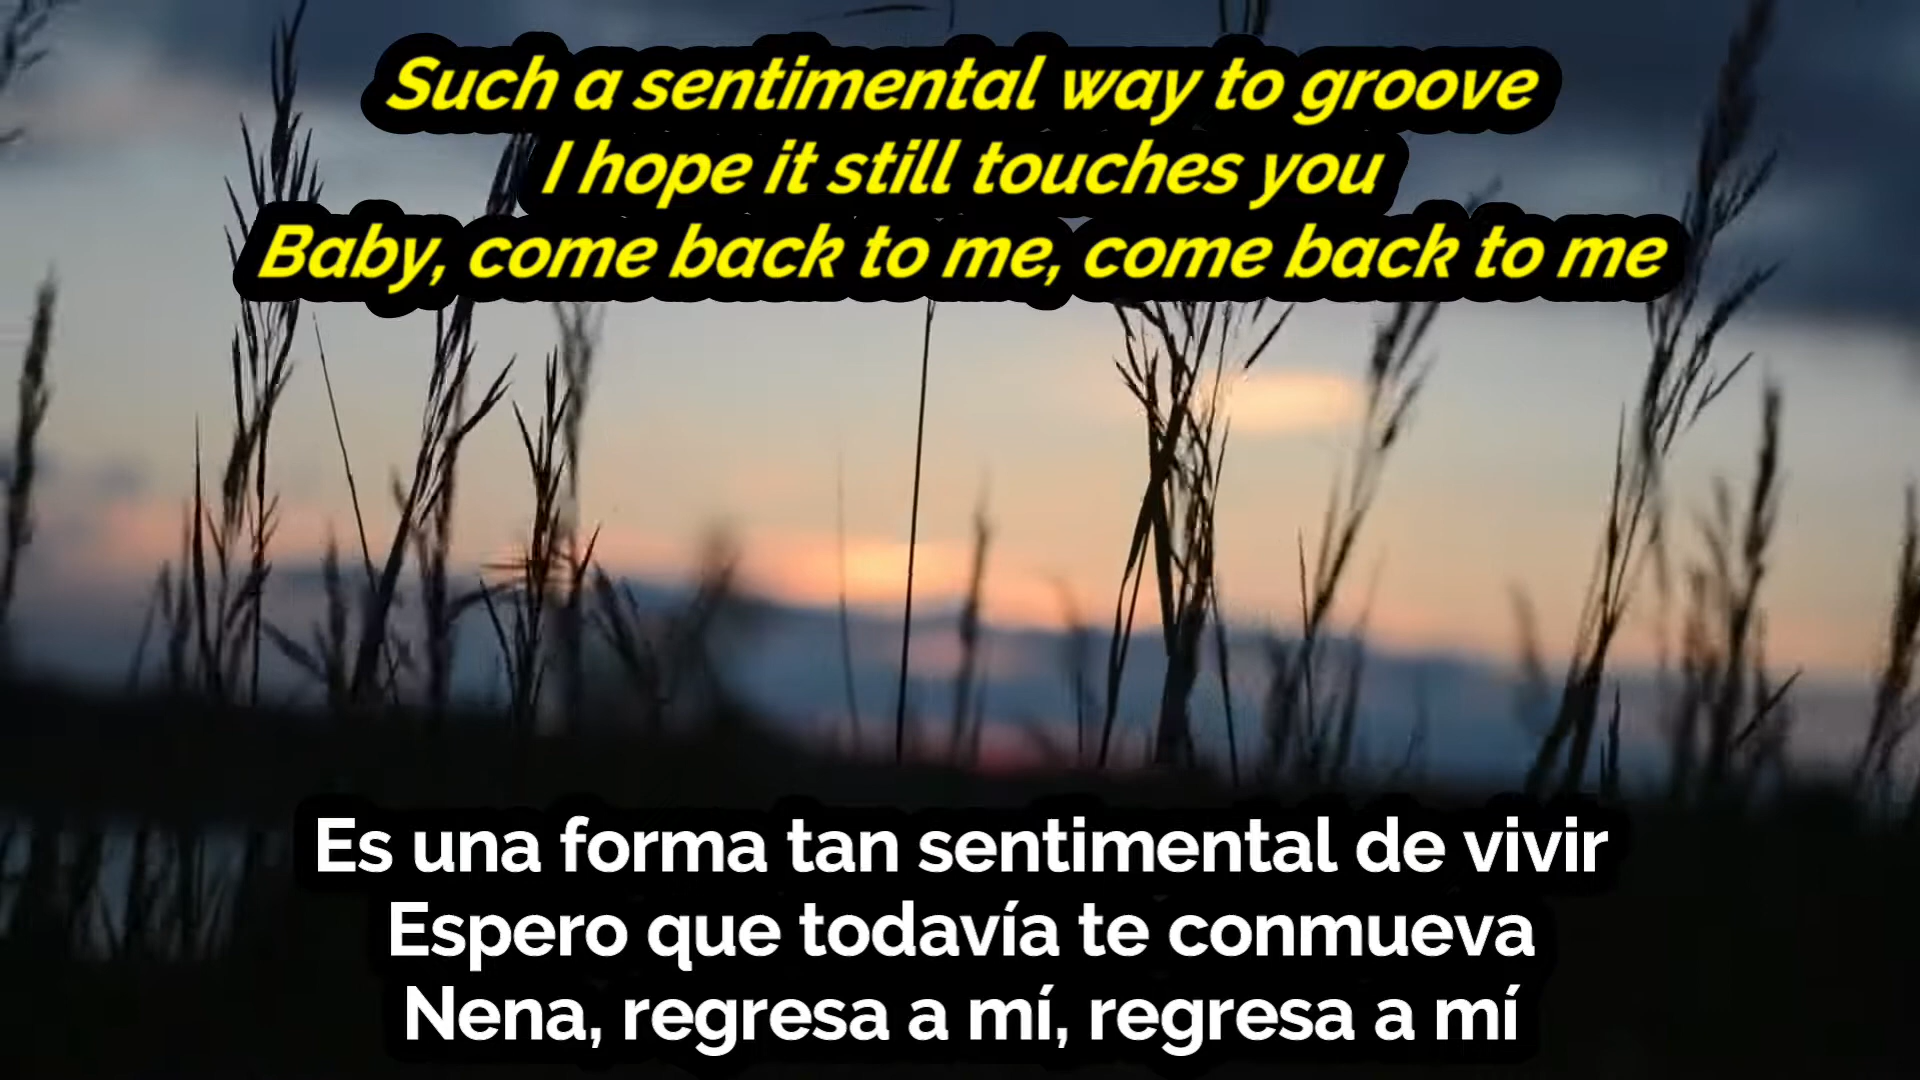 Such a sentimental way to groove
I hope it still touches you
Baby, come back to me, come back to me
Es una forma tan sentimental de vivir
Espero que todavía te conmueva
Nena, regresa a mí, regresa a mí